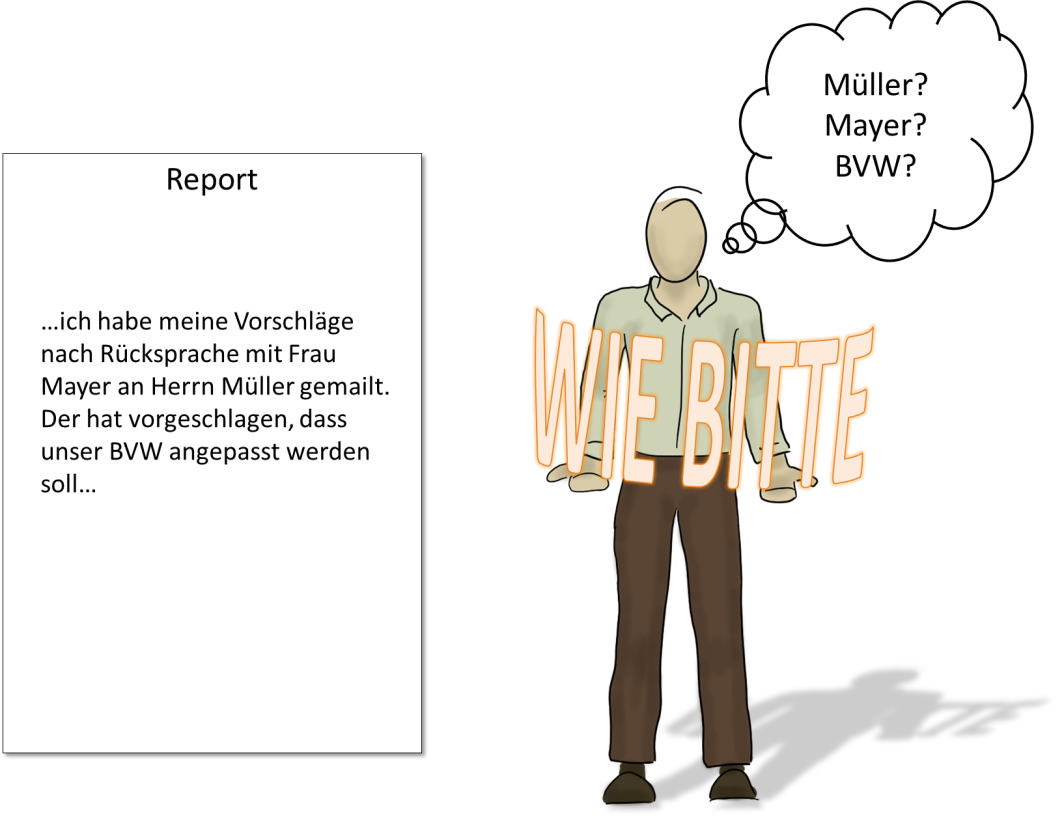 Report
...ich habe meine Vorschläge
nach Rücksprache mit Frau
Mayer an Herrn Müller gemailt.
Der hat vorgeschlagen, dass
unser BVW angepasst werden
soll...
Müller?
Mayer?
BVW?
WIE BITTE